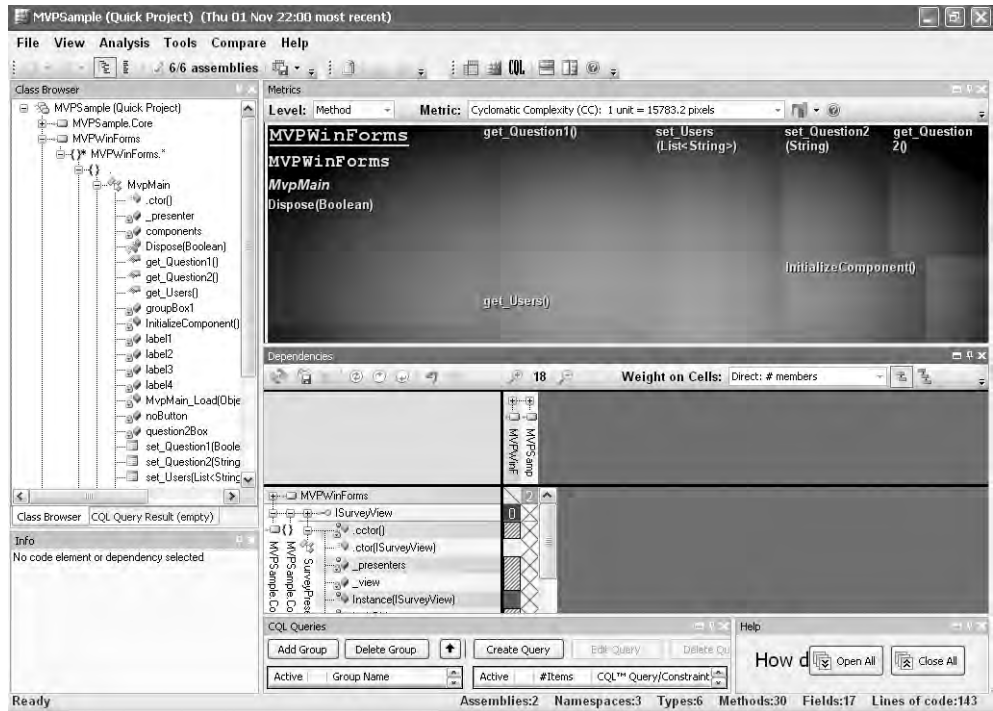 MVPSample (Quick Project) (Thu 01 Nov 22:00 most recent)
File View Analysis Tools Compare Help
6/6 assemblies CQL
Class Browser
MVPSample (Quick Project)
MVPSample.Core
MVPWinForms
{}* MVPWinForms.*
{} .
MvpMain
.ctor()
_presenter
components
Dispose(Boolean)
get_Question1()
get_Question2()
get_Users()
groupBox1
InitializeComponent()
label1
label2
label3
label4
MvpMain_Load(Obje
noButton
question2Box
set_Question1(Boole
set_Question2(String
set_Users(List<String
Class Browser CQL Query Result (empty)
Info
No code element or dependency selected
Metrics
Level: Method Metric: Cyclomatic Complexity (CC): 1 unit = 15783.2 pixels
MVPWinForms
MVPWinForms
MvpMain
Dispose(Boolean)
get_Question1()
set_Users
(List<String>)
set_Question2
(String)
get_Question
2()
InitializeComponent()
get_Users()
Dependencies
18 Weight on Cells: Direct: # members
MVPWinF
MVPSamp
MVPWinForms 2
ISurveyView 0
{} .cctor()
.ctor(ISurveyView)
_presenters
_view
Instance(ISurveyView)
MVPSample.Co
MVPSample.Co
SurveyPrese
CQL Queries
Add Group Delete Group Create Query Edit Query Delete Qu
Active Group Name Active #Items CQL™ Query/Constraint
Help
How d Open All Close All
Ready Assemblies:2 Namespaces:3 Types:6 Methods:30 Fields:17 Lines of code:143